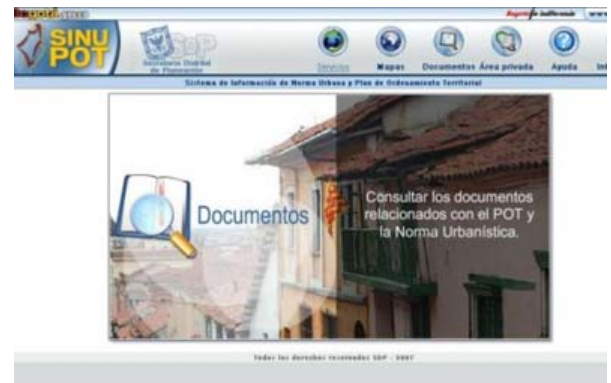 SINU
POT
SDP
Secretaría Distrital
de Planeación
Servicios
Mapas
Documentos
Área privada
Ayuda
Sistema de Información de Norma Urbana y Plan de Ordenamiento Territorial
Documentos
Consultar los documentos
relacionados con el POT y
la Norma Urbanística.
Todos los derechos reservados SDP - 2007